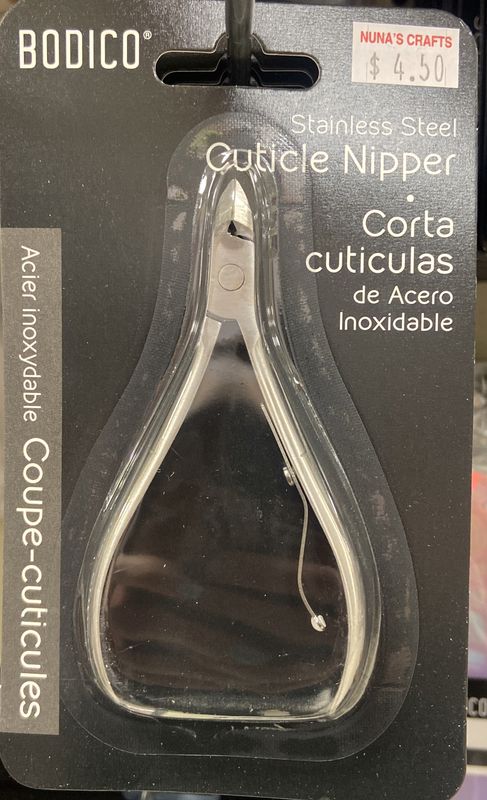 BODICO®
NUNA'S CRAFTS
$ 4.50
Stainless Steel
Cuticle Nipper
•
Corta
cuticulas
de Acero
Inoxidable
Acier inoxydable Coupe-cuticules